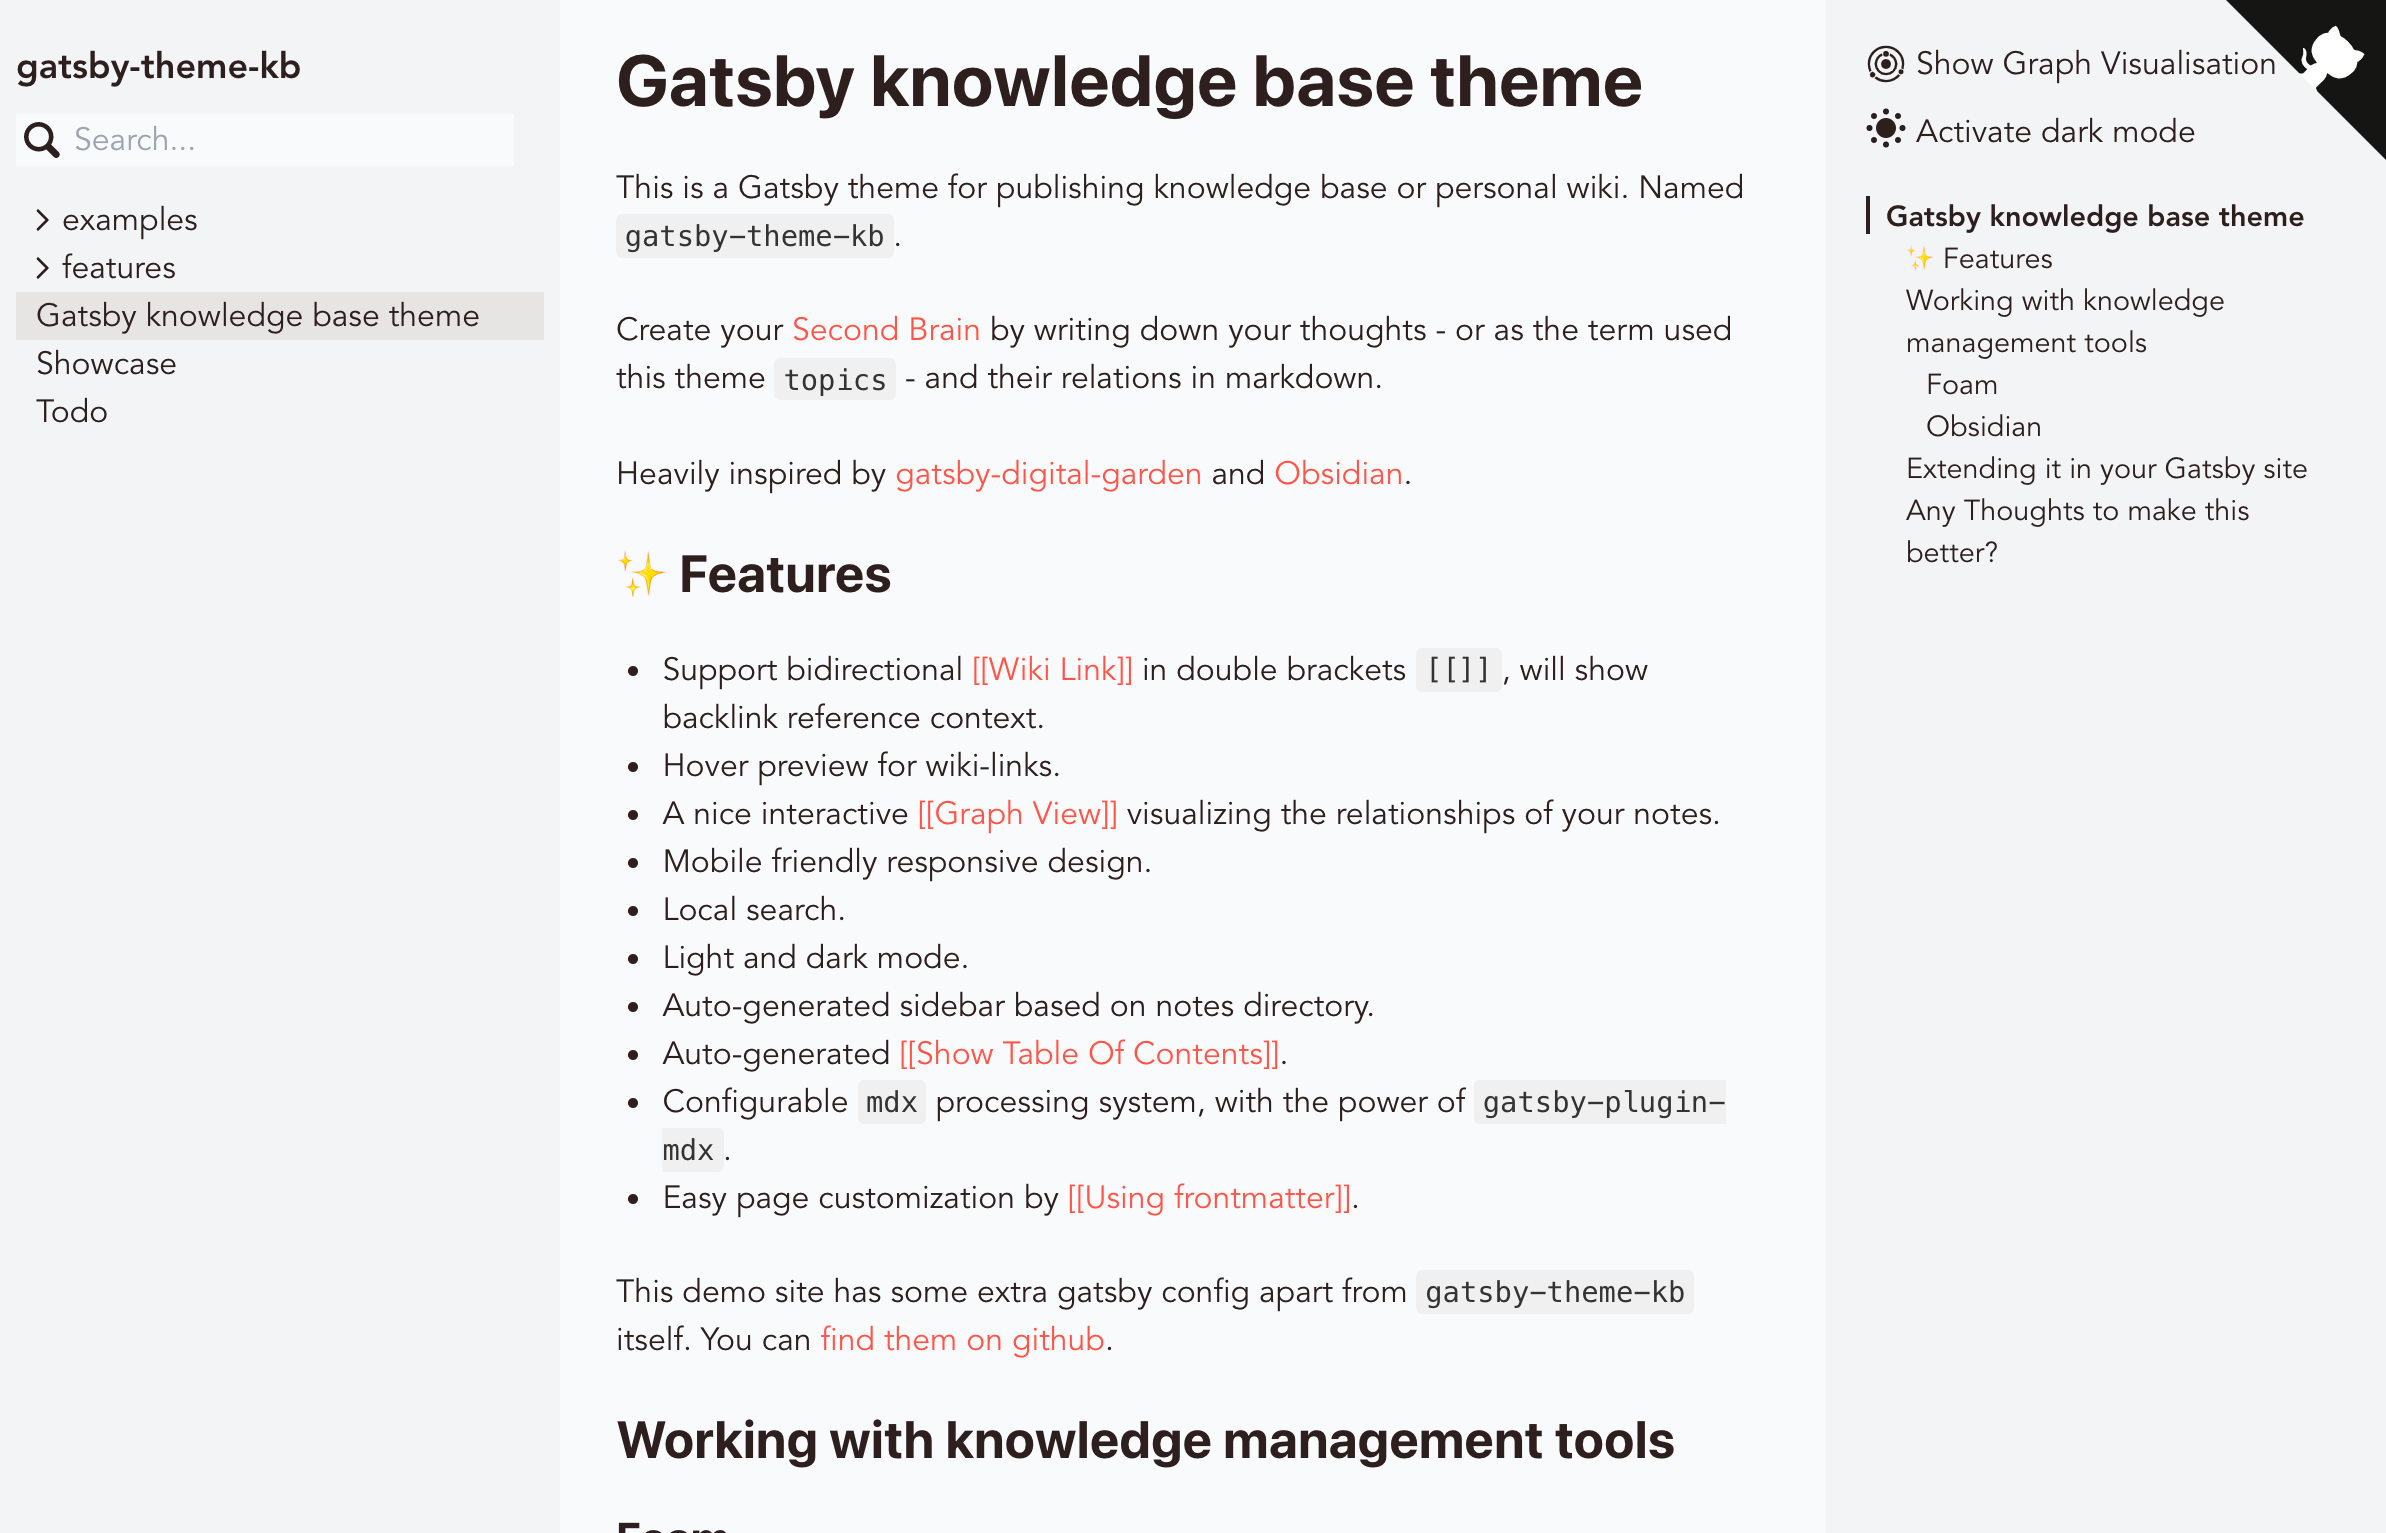 gatsby-theme-kb
Search...
examples
features
Gatsby knowledge base theme
Showcase
Todo
Gatsby knowledge base theme
This is a Gatsby theme for publishing knowledge base or personal wiki. Named
gatsby-theme-kb.
Create your Second Brain by writing down your thoughts - or as the term used
this theme topics - and their relations in markdown.
Heavily inspired by gatsby-digital-garden and Obsidian.
✨ Features
• Support bidirectional [[Wiki Link]] in double brackets [[]], will show
backlink reference context.
• Hover preview for wiki-links.
• A nice interactive [[Graph View]] visualizing the relationships of your notes.
• Mobile friendly responsive design.
• Local search.
• Light and dark mode.
• Auto-generated sidebar based on notes directory.
• Auto-generated [[Show Table Of Contents]].
• Configurable mdx processing system, with the power of gatsby-plugin-
mdx.
• Easy page customization by [[Using frontmatter]].
This demo site has some extra gatsby config apart from gatsby-theme-kb
itself. You can find them on github.
Working with knowledge management tools
Foam
Show Graph Visualisation
Activate dark mode
Gatsby knowledge base theme
✨ Features
Working with knowledge
management tools
Foam
Obsidian
Extending it in your Gatsby site
Any Thoughts to make this
better?